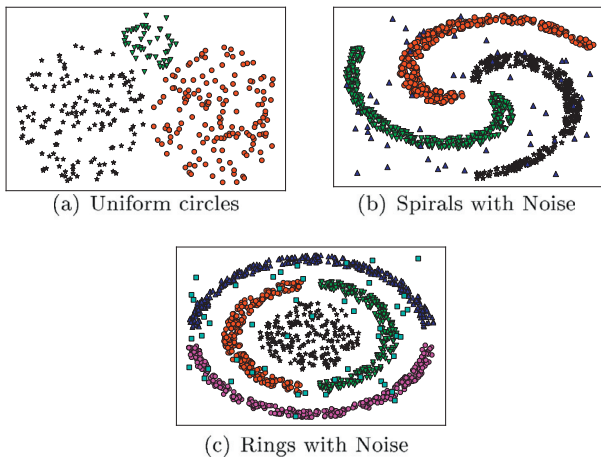 (a) Uniform circles
(b) Spirals with Noise
(c) Rings with Noise